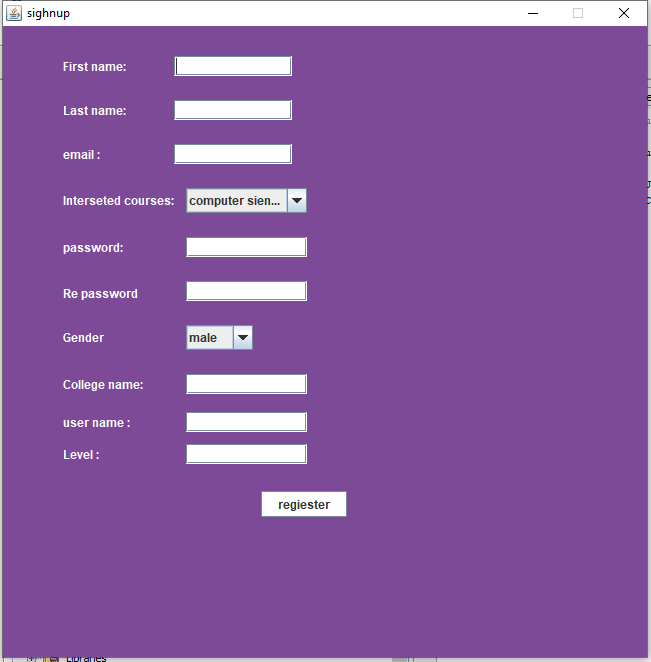 sighnup
First name:
Last name:
email :
Interseted courses: computer sien...
password:
Re password
Gender male
College name:
user name :
Level :
regiester
Libraries